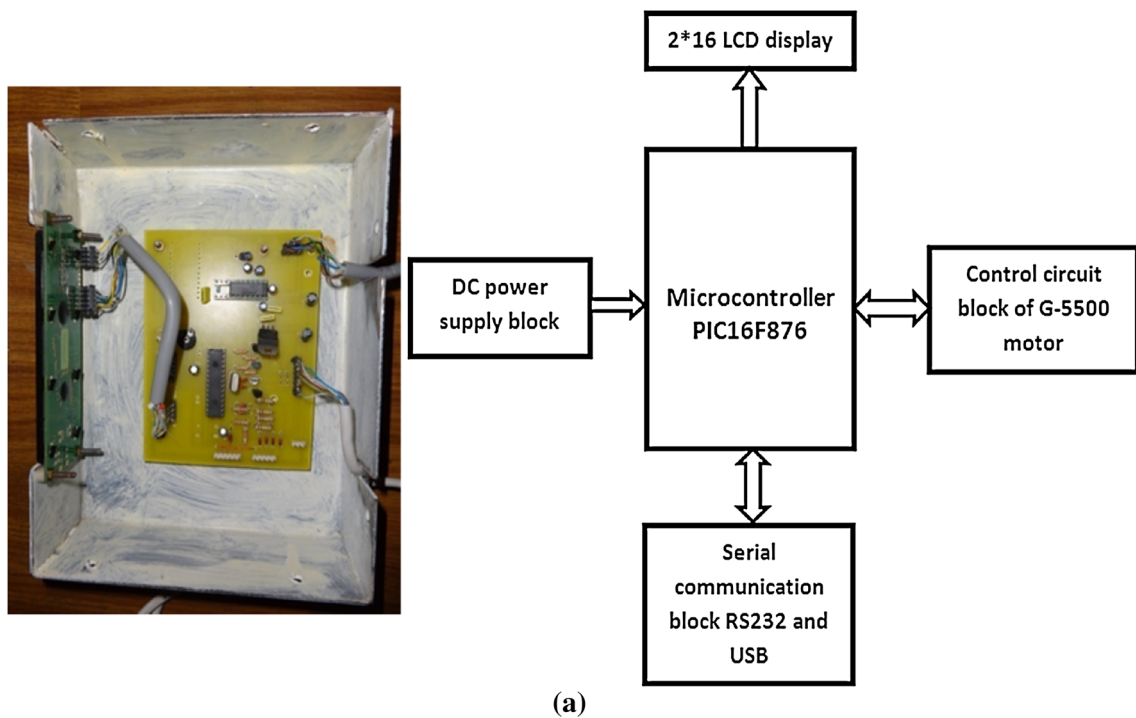 2*16 LCD display
DC power
supply block
Microcontroller
PIC16F876
Control circuit
block of G-5500
motor
Serial
communication
block RS232 and
USB
(a)